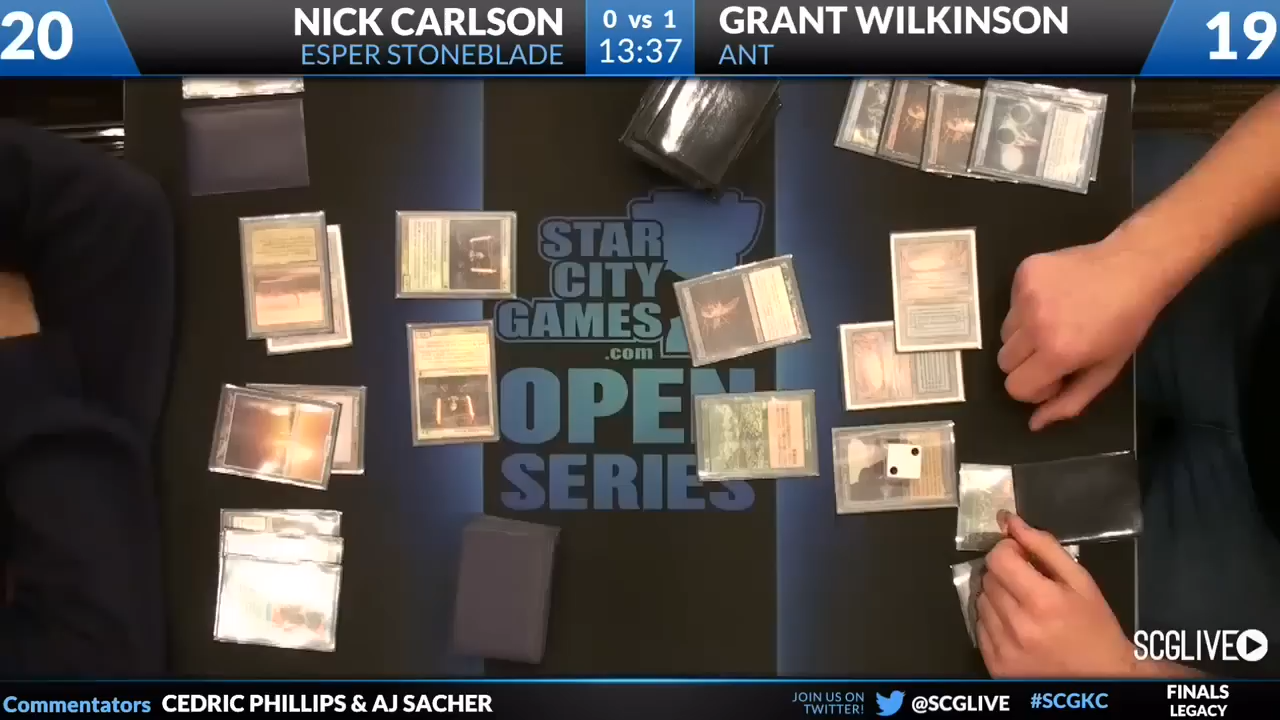 20
NICK CARLSON
ESPER STONEBLADE
0 vs 1
13:37
GRANT WILKINSON
ANT
19
STAR
CITY
GAMES
.com
OPEN
SERIES
SCGLIVE
Commentators CEDRIC PHILLIPS & AJ SACHER
JOIN US ON
TWITTER!
@SCGLIVE
#SCGKC
FINALS
LEGACY